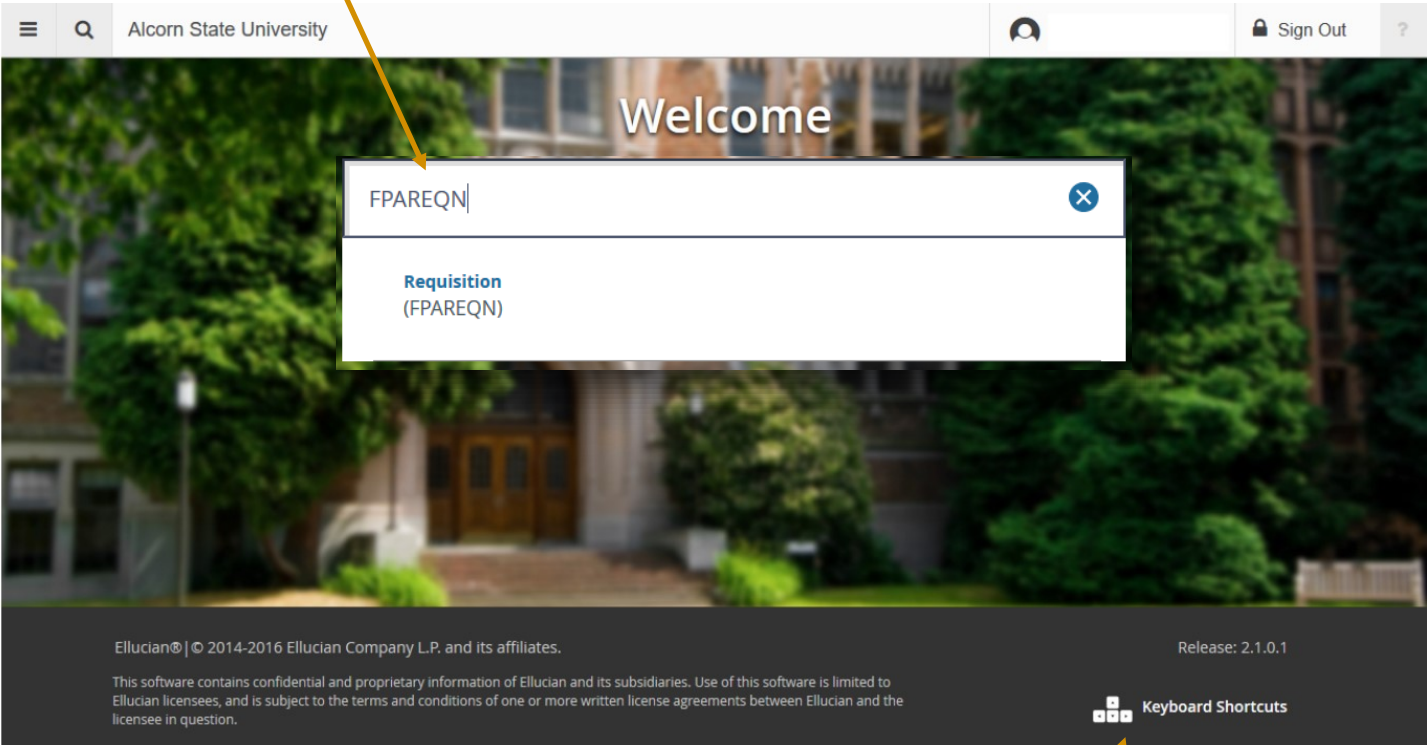 Alcorn State University
Sign Out
?
Welcome
FPAREQN
Requisition
(FPAREQN)
Ellucian®|© 2014-2016 Ellucian Company L.P. and its affiliates.
Release: 2.1.0.1
This software contains confidential and proprietary information of Ellucian and its subsidiaries. Use of this software is limited to
Ellucian licensees, and is subject to the terms and conditions of one or more written license agreements between Ellucian and the
licensee in question.
Keyboard Shortcuts